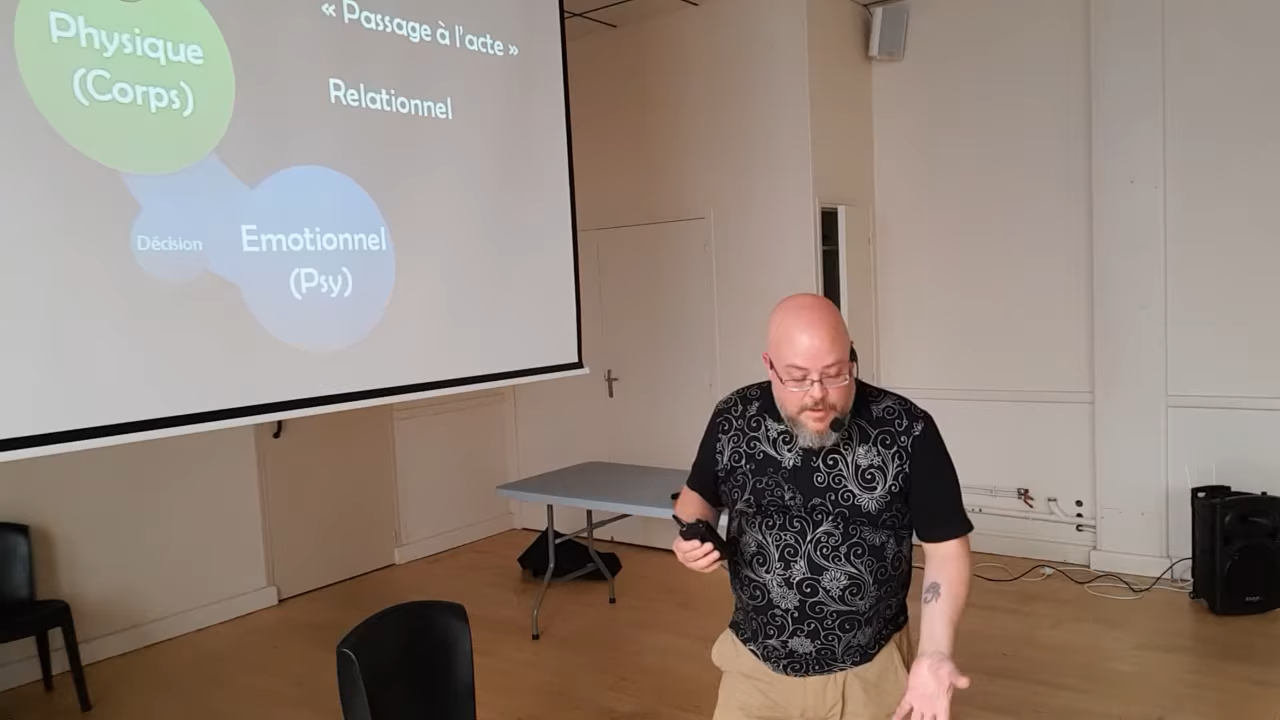 Physique
(Corps)
« Passage à l'acte »
Relationnel
Décision
Emotionnel
(Psy)